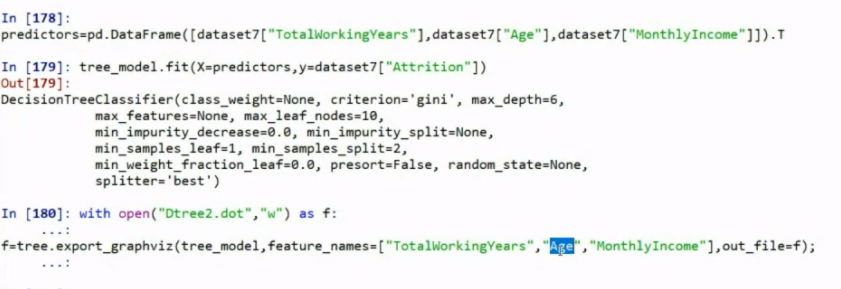 In [178]:
predictors=pd.DataFrame([dataset7["TotalWorkingYears"],dataset7["Age"],dataset7["MonthlyIncome"]]).T
In [179]: tree_model.fit(X=predictors,y=dataset7["Attrition"])
Out[179]:
DecisionTreeClassifier(class_weight=None, criterion='gini', max_depth=6,
max_features=None, max_leaf_nodes=10,
min_impurity_decrease=0.0, min_impurity_split=None,
min_samples_leaf=1, min_samples_split=2,
min_weight_fraction_leaf=0.0, presort=False, random_state=None,
splitter='best')
In [180]: with open("Dtree2.dot","w") as f:
...:
f=tree.export_graphviz(tree_model,feature_names=["TotalWorkingYears","Age","MonthlyIncome"],out_file=f);
...: